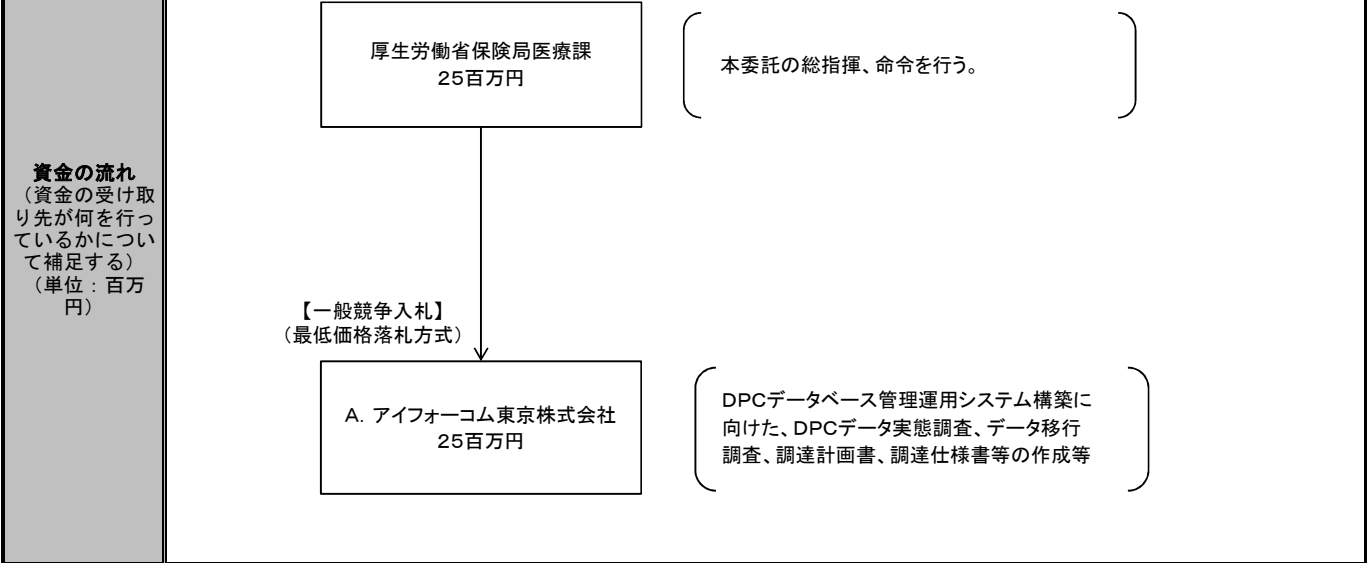 資金の流れ
（資金の受け取
り先が何を行っ
ているかについ
て補足する）
（単位：百万
円）
厚生労働省保険局医療課
２５百万円
本委託の総指揮、命令を行う。
【一般競争入札】
（最低価格落札方式）
Ａ．アイフォーコム東京株式会社
２５百万円
ＤＰＣデータベース管理運用システム構築に
向けた、ＤＰＣデータ実態調査、データ移行
調査、調達計画書、調達仕様書等の作成等